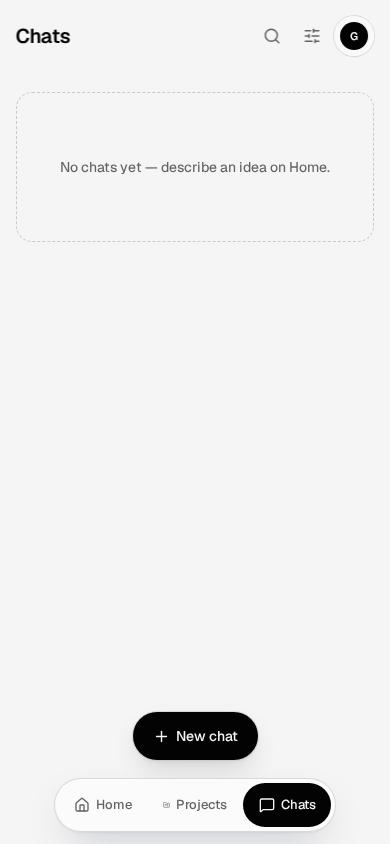 Chats
G
No chats yet — describe an idea on Home.
New chat
Home
Projects
Chats